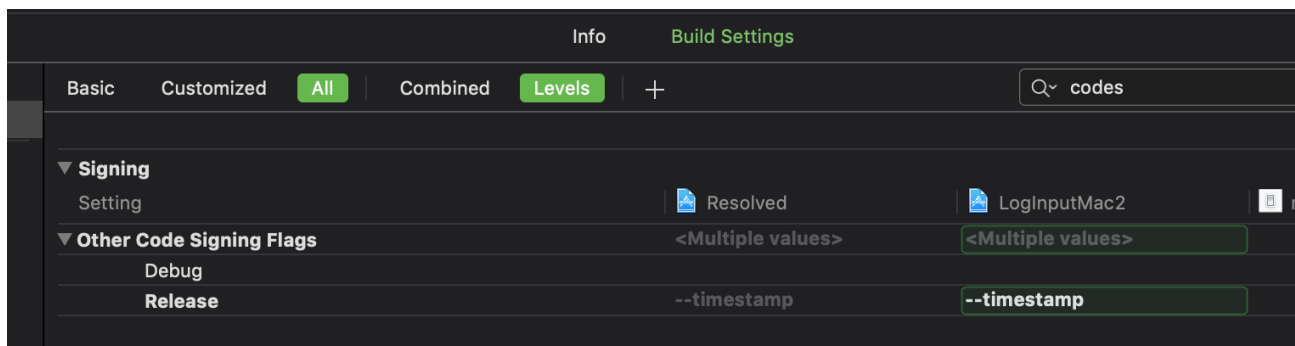 Info Build Settings
Basic Customized All Combined Levels + codes
Signing
Setting Resolved LogInputMac2
Other Code Signing Flags <Multiple values> <Multiple values>
Debug
Release --timestamp --timestamp